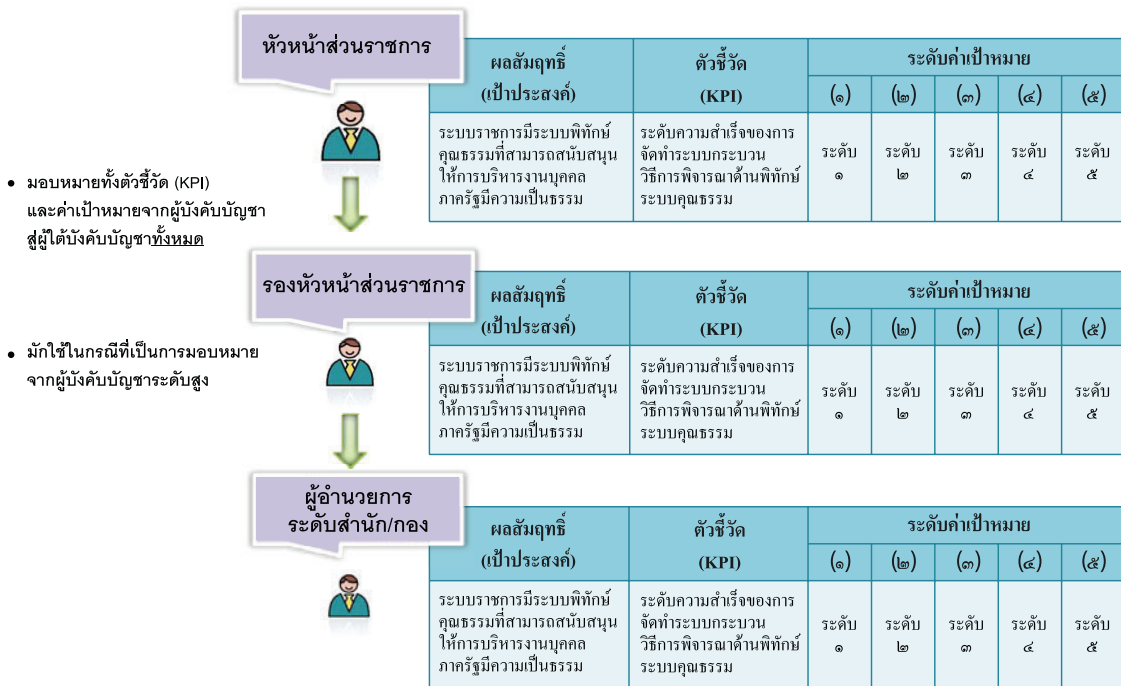 หัวหน้าส่วนราชการ
ผลสัมฤทธิ์
(เป้าประสงค์)
ตัวชี้วัด
(KPI)
ระดับค่าเป้าหมาย
(๑) (๒) (๓) (๔) (๕)
ระบบราชการมีระบบพิทักษ์
คุณธรรมที่สามารถสนับสนุน
ให้การบริหารงานบุคคล
ภาครัฐมีความเป็นธรรม
ระดับความสำเร็จของการ
จัดทำระบบกระบวน
วิธีการพิจารณาด้านพิทักษ์
ระบบคุณธรรม
ระดับ ระดับ ระดับ ระดับ ระดับ
๑ ๒ ๓ ๔ ๕
• มอบหมายทั้งตัวชี้วัด (KPI)
และค่าเป้าหมายจากผู้บังคับบัญชา
สู่ผู้ใต้บังคับบัญชาทั้งหมด
รองหัวหน้าส่วนราชการ
ผลสัมฤทธิ์
(เป้าประสงค์)
ตัวชี้วัด
(KPI)
ระดับค่าเป้าหมาย
(๑) (๒) (๓) (๔) (๕)
ระบบราชการมีระบบพิทักษ์
คุณธรรมที่สามารถสนับสนุน
ให้การบริหารงานบุคคล
ภาครัฐมีความเป็นธรรม
ระดับความสำเร็จของการ
จัดทำระบบกระบวน
วิธีการพิจารณาด้านพิทักษ์
ระบบคุณธรรม
ระดับ ระดับ ระดับ ระดับ ระดับ
๑ ๒ ๓ ๔ ๕
• มักใช้ในกรณีที่เป็นการมอบหมาย
จากผู้บังคับบัญชาระดับสูง
ผู้อำนวยการ
ระดับสำนัก/กอง
ผลสัมฤทธิ์
(เป้าประสงค์)
ตัวชี้วัด
(KPI)
ระดับค่าเป้าหมาย
(๑) (๒) (๓) (๔) (๕)
ระบบราชการมีระบบพิทักษ์
คุณธรรมที่สามารถสนับสนุน
ให้การบริหารงานบุคคล
ภาครัฐมีความเป็นธรรม
ระดับความสำเร็จของการ
จัดทำระบบกระบวน
วิธีการพิจารณาด้านพิทักษ์
ระบบคุณธรรม
ระดับ ระดับ ระดับ ระดับ ระดับ
๑ ๒ ๓ ๔ ๕